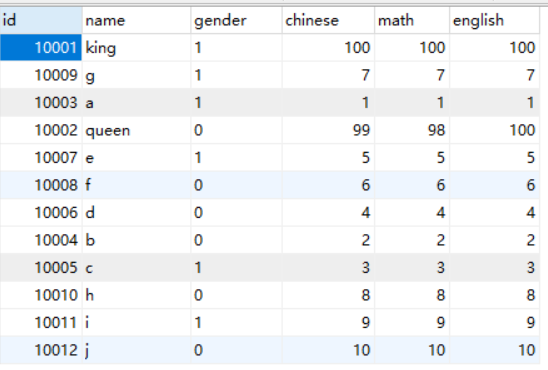 id name gender chinese math english
10001 king 1 100 100 100
10009 g 1 7 7 7
10003 a 1 1 1 1
10002 queen 0 99 98 100
10007 e 1 5 5 5
10008 f 0 6 6 6
10006 d 0 4 4 4
10004 b 0 2 2 2
10005 c 1 3 3 3
10010 h 0 8 8 8
10011 i 1 9 9 9
10012 j 0 10 10 10